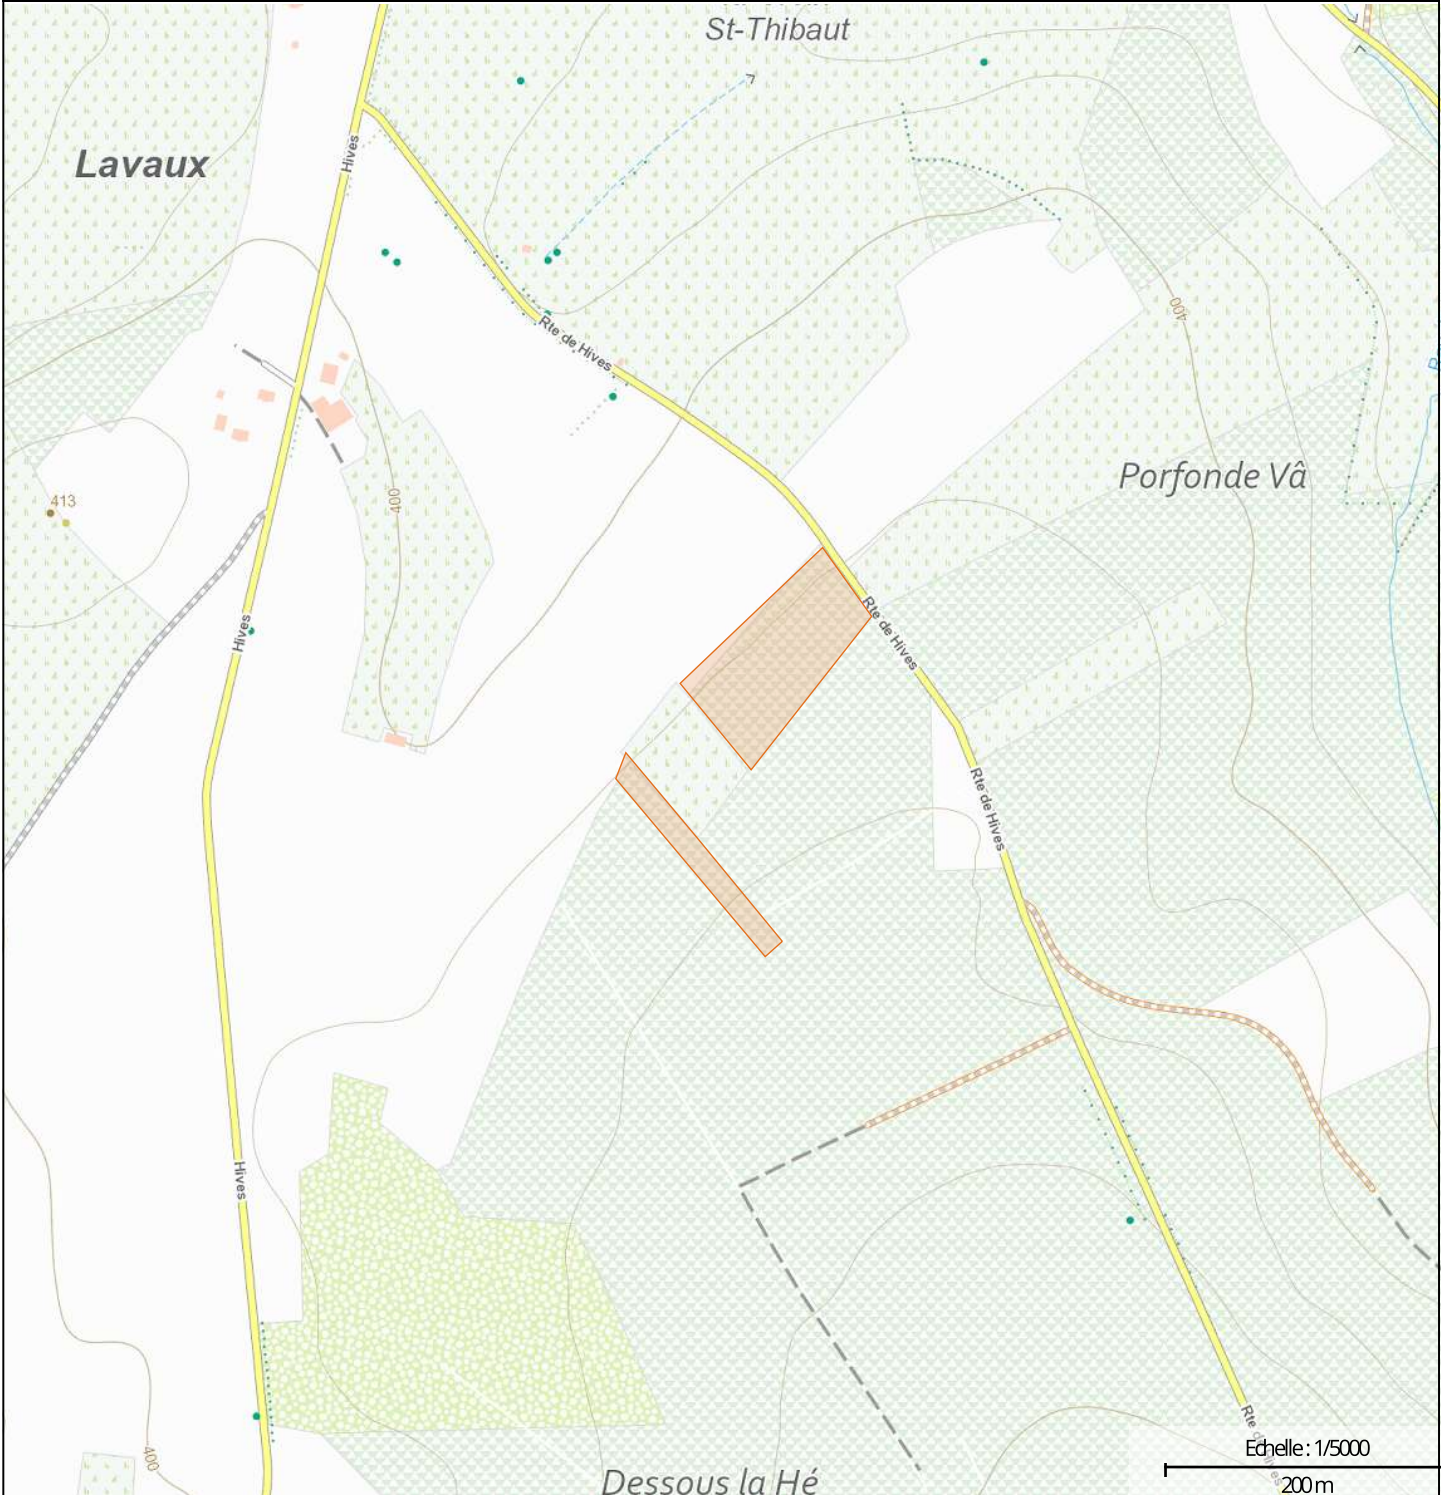 St-Thibaut
Lavaux
Hives
400
Rte de Hives
Porfonde Vâ
413
400
Hives
Rte de Hives
Rte de Hives
Hives
Echelle : 1/5000
400
Dessous la Hé
200 m